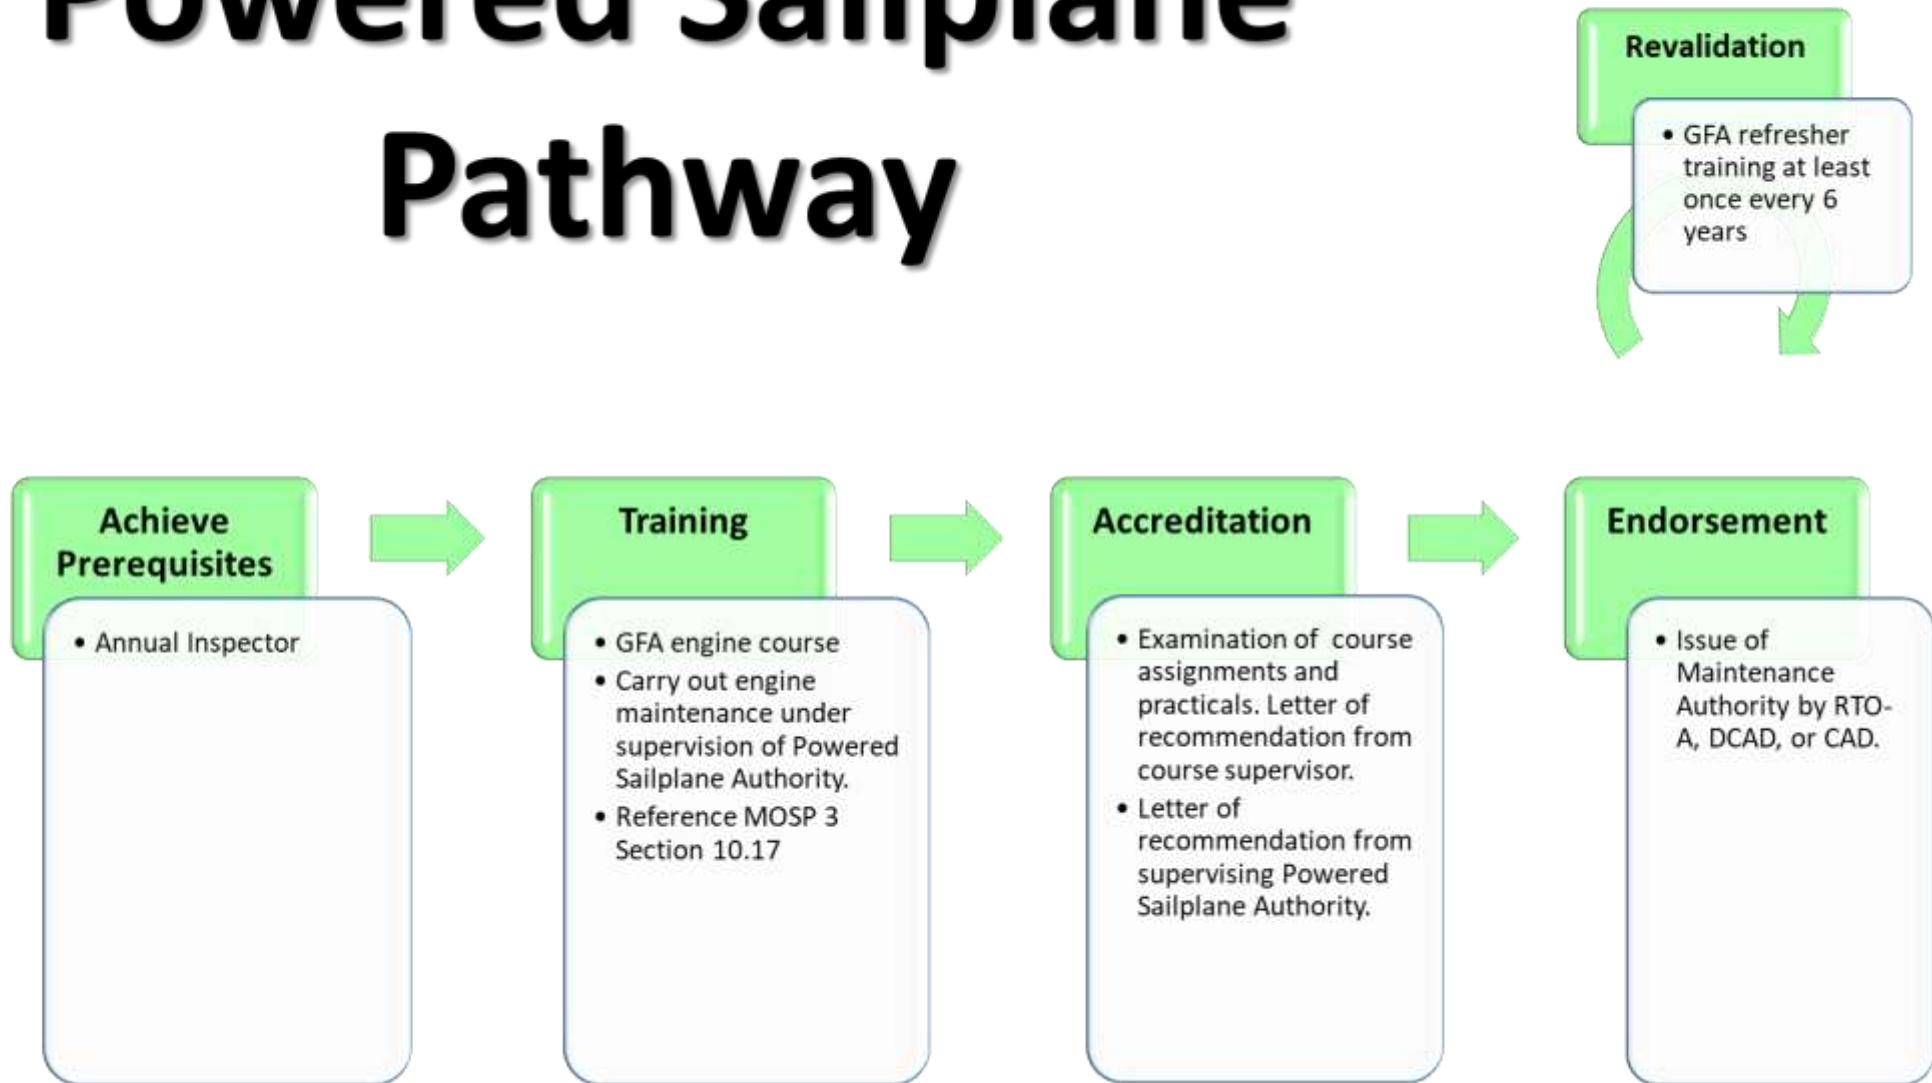 Powered Sailplane
Pathway
Revalidation
• GFA refresher
training at least
once every 6
years
Achieve
Prerequisites
• Annual Inspector
Training
• GFA engine course
• Carry out engine
maintenance under
supervision of Powered
Sailplane Authority.
• Reference MOSP 3
Section 10.17
Accreditation
• Examination of  course
assignments and
practicals. Letter of
recommendation from
course supervisor.
• Letter of
recommendation from
supervising Powered
Sailplane Authority.
Endorsement
• Issue of
Maintenance
Authority by RTO-
A, DCAD, or CAD.